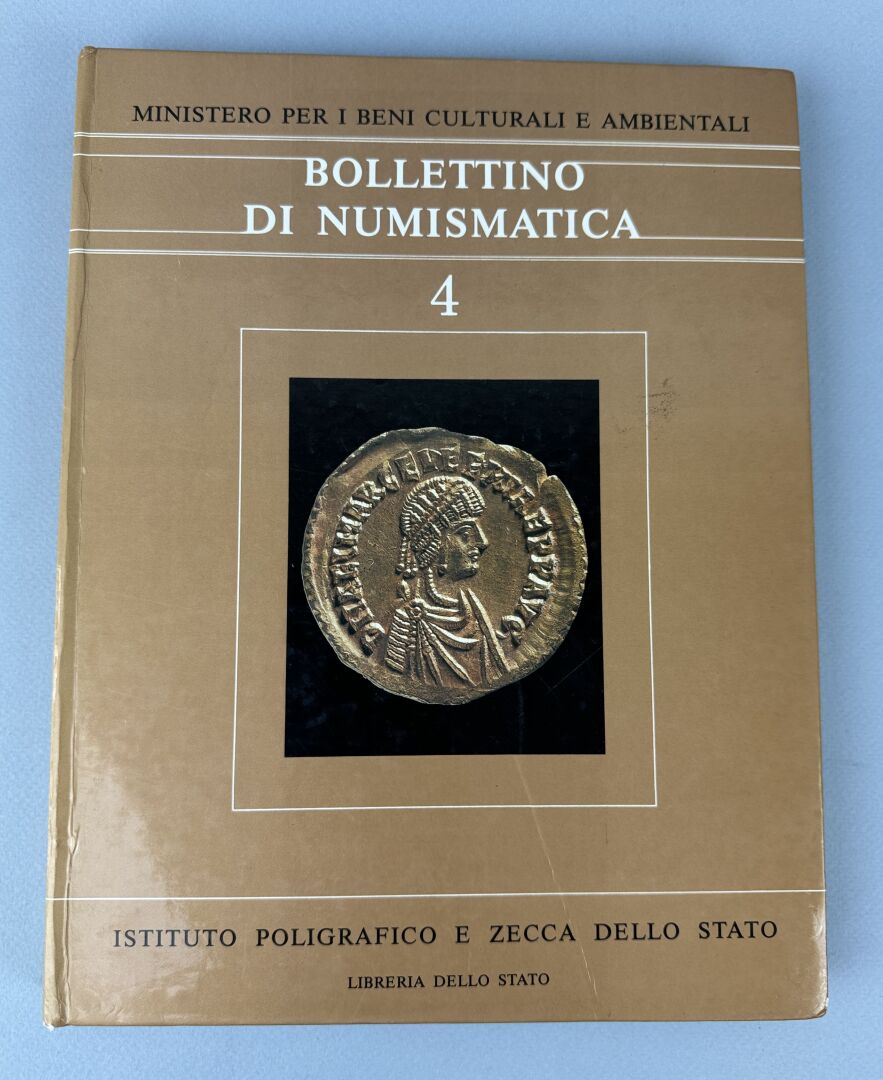 MINISTERO PER I BENI CULTURALI E AMBIENTALI
BOLLETTINO
DI NUMISMATICA
4
ISTITUTO POLIGRAFICO E ZECCA DELLO STATO
LIBRERIA DELLO STATO